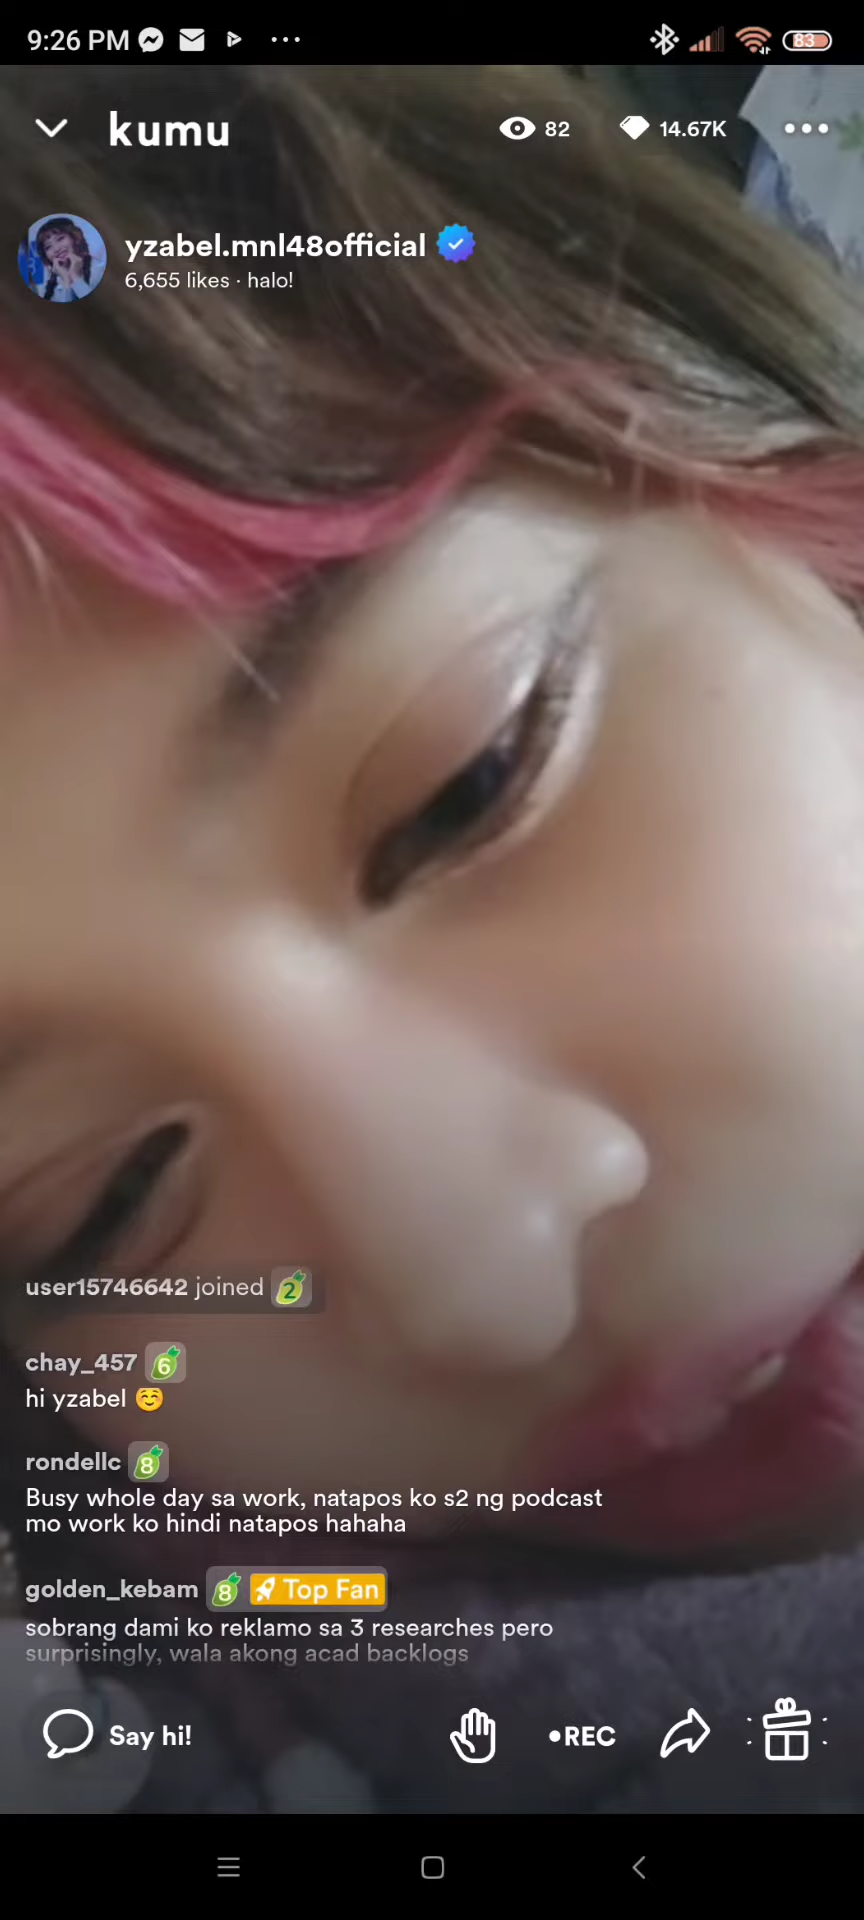 9:26 PM
83
kumu
82
14.67K
yzabel.mnl48official
6,655 likes · halo!
user15746642 joined 2
chay_457 6
hi yzabel ☺️
rondellc 8
Busy whole day sa work, natapos ko s2 ng podcast
mo work ko hindi natapos hahaha
golden_kebam 8 Top Fan
sobrang dami ko reklamo sa 3 researches pero
surprisingly, wala akong acad backlogs
Say hi!
•REC